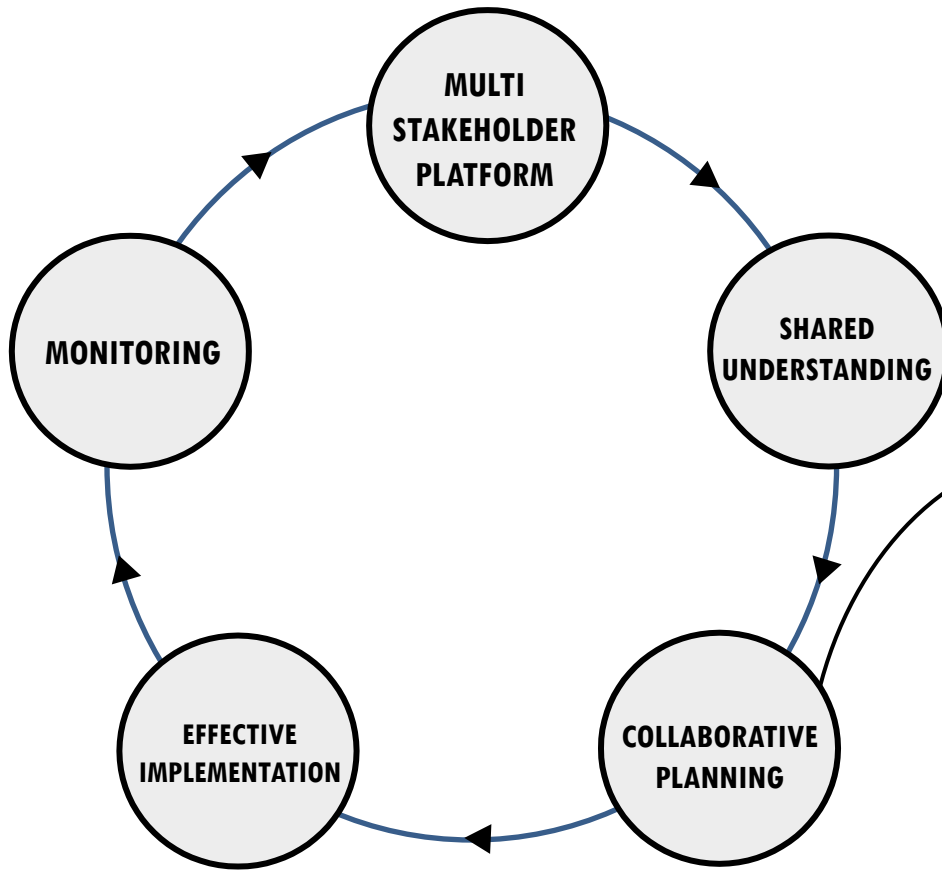 MULTI
STAKEHOLDER
PLATFORM
SHARED
UNDERSTANDING
COLLABORATIVE
PLANNING
EFFECTIVE
IMPLEMENTATION
MONITORING